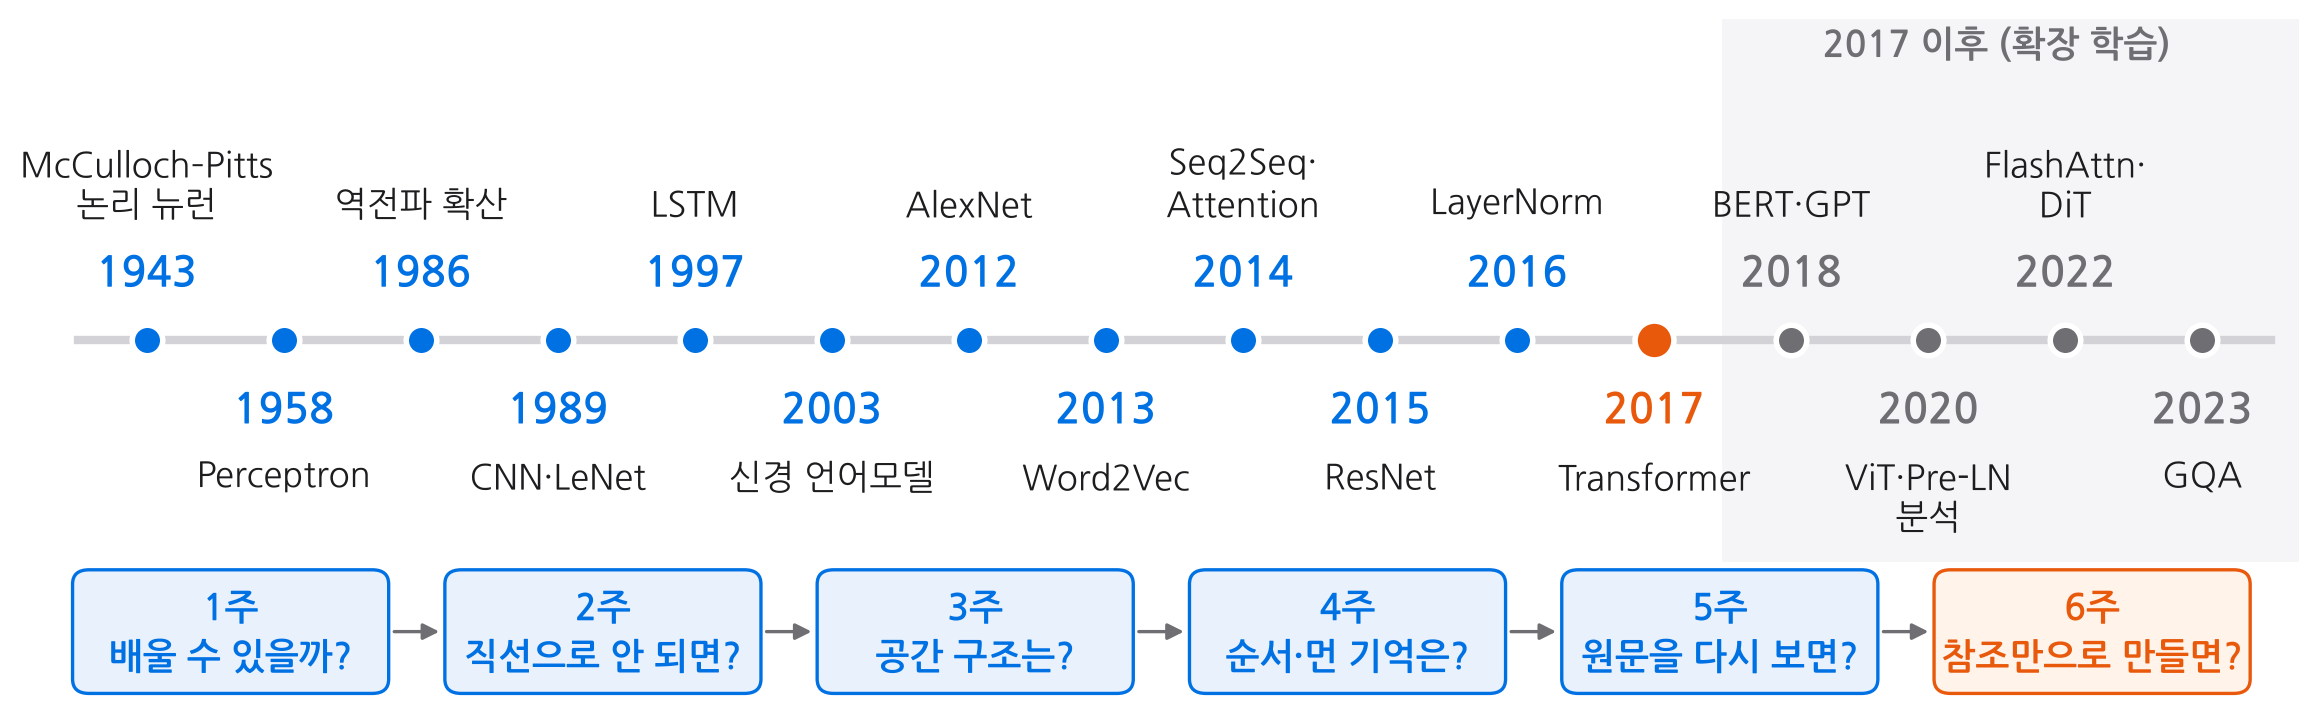 2017 이후 (확장 학습)
McCulloch-Pitts
논리 뉴런
1943
역전파 확산
1986
LSTM
1997
AlexNet
2012
Seq2Seq·
Attention
2014
LayerNorm
2016
BERT·GPT
2018
FlashAttn·
DiT
2022
1958
Perceptron
1989
CNN·LeNet
2003
신경 언어모델
2013
Word2Vec
2015
ResNet
2017
Transformer
2020
ViT·Pre-LN
분석
2023
GQA
1주
배울 수 있을까?
2주
직선으로 안 되면?
3주
공간 구조는?
4주
순서·먼 기억은?
5주
원문을 다시 보면?
6주
참조만으로 만들면?